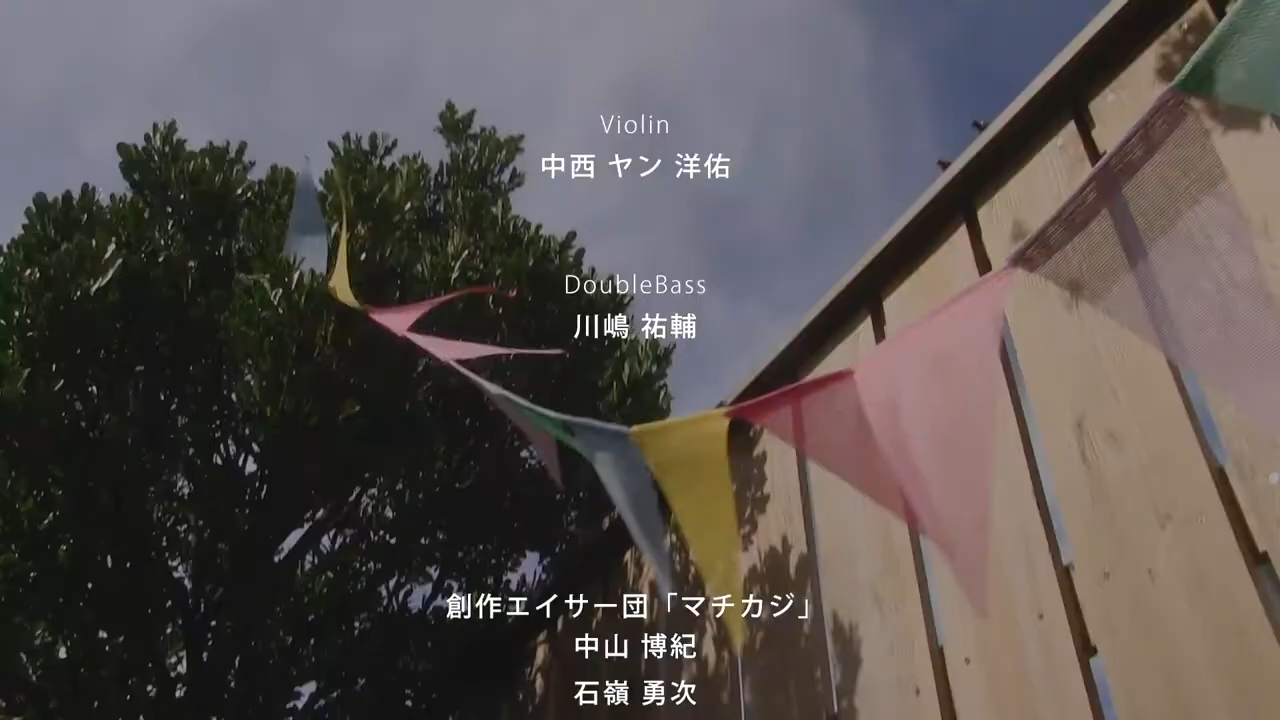 Violin
中西 ヤン 洋佑
DoubleBass
川嶋 祐輔
創作エイサー団「マチカジ」
中山 博紀
石嶺 勇次